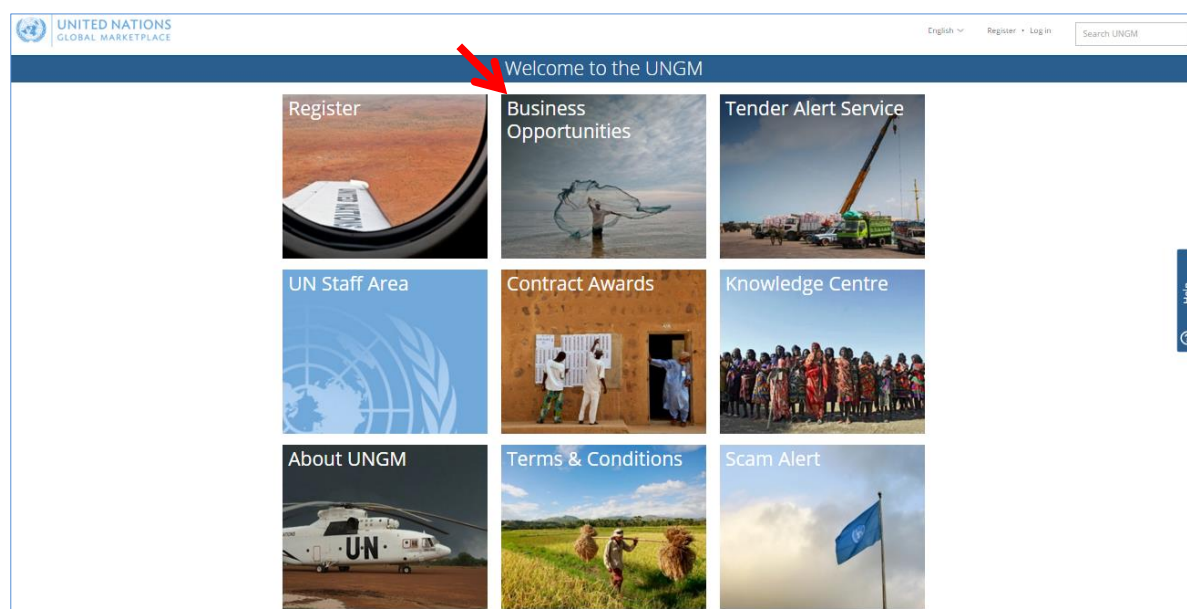 UNITED NATIONS
GLOBAL MARKETPLACE
English
Register • Log in
Search UNGM
Welcome to the UNGM
Register
Business
Opportunities
Tender Alert Service
UN Staff Area
Contract Awards
Knowledge Centre
Help
About UNGM
Terms & Conditions
Scam Alert
UN